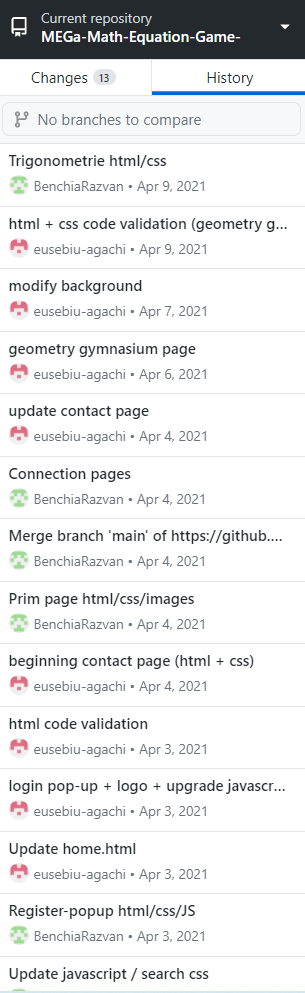 Current repository
MEGa-Math-Equation-Game-
Changes 13 History
No branches to compare
Trigonometrie html/css
BenchiaRazvan • Apr 9, 2021
html + css code validation (geometry g...
eusebiu-agachi • Apr 9, 2021
modify background
eusebiu-agachi • Apr 7, 2021
geometry gymnasium page
eusebiu-agachi • Apr 6, 2021
update contact page
eusebiu-agachi • Apr 4, 2021
Connection pages
BenchiaRazvan • Apr 4, 2021
Merge branch 'main' of https://github....
BenchiaRazvan • Apr 4, 2021
Prim page html/css/images
BenchiaRazvan • Apr 4, 2021
beginning contact page (html + css)
eusebiu-agachi • Apr 4, 2021
html code validation
eusebiu-agachi • Apr 3, 2021
login pop-up + logo + upgrade javascr...
eusebiu-agachi • Apr 3, 2021
Update home.html
eusebiu-agachi • Apr 3, 2021
Register-popup html/css/JS
BenchiaRazvan • Apr 3, 2021
Update javascript / search css